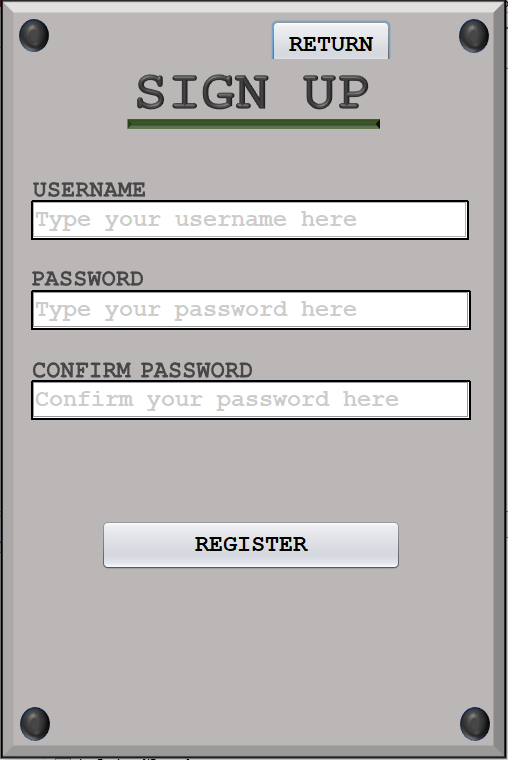 RETURN
SIGN UP
USERNAME
Type your username here
PASSWORD
Type your password here
CONFIRM PASSWORD
Confirm your password here
REGISTER